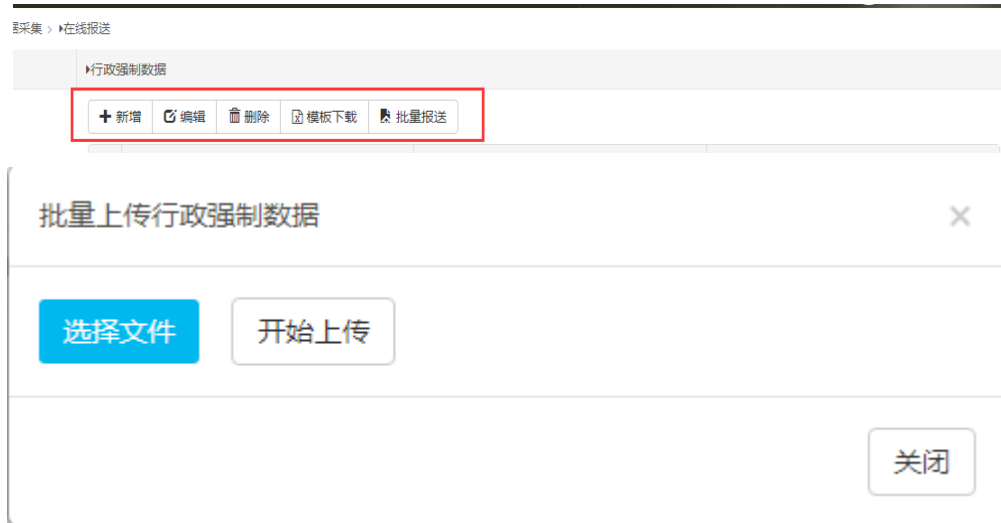 采集 > ▸在线报送
▸行政强制数据
新增 编辑 删除 模板下载 批量报送
批量上传行政强制数据 ×
选择文件 开始上传
关闭